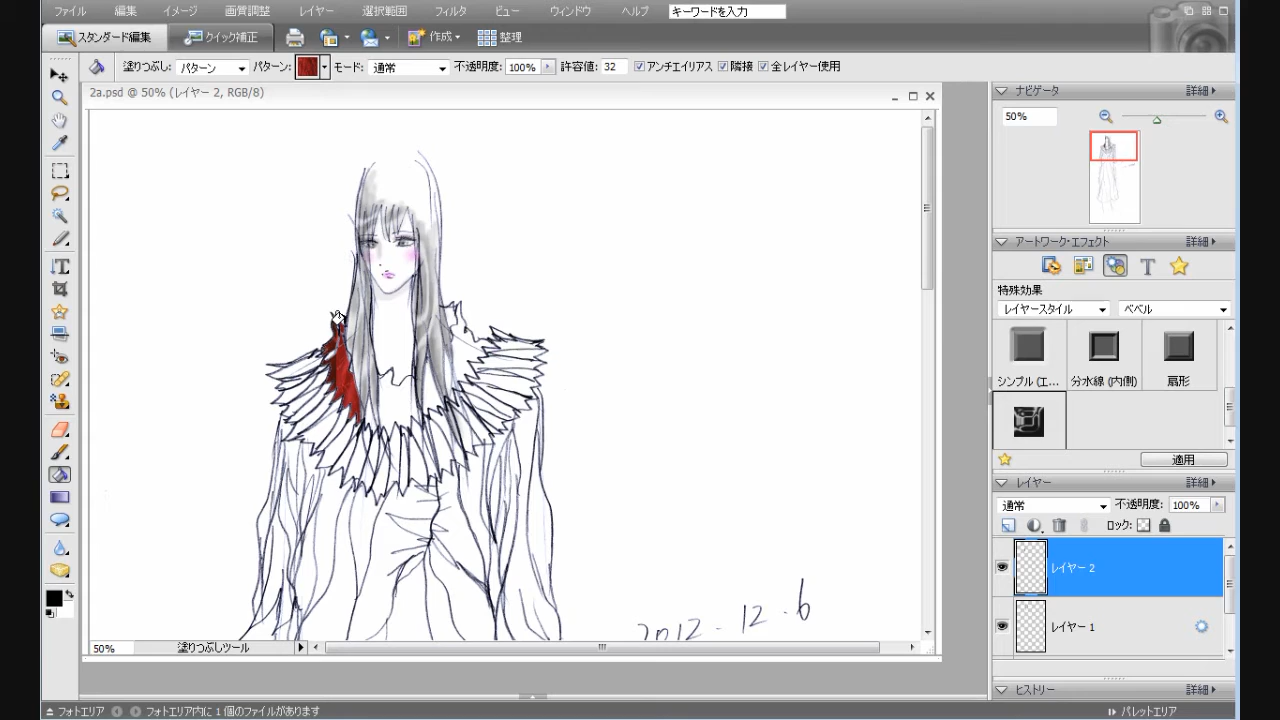 ファイル 編集 イメージ 画質調整 レイヤー 選択範囲 フィルタ ビュー ウィンドウ ヘルプ キーワードを入力
スタンダード編集 クイック補正 作成 整理
塗りつぶし: パターン パターン: モード: 通常 不透明度: 100% 許容値: 32 アンチエイリアス 隣接 全レイヤー使用
2a.psd @ 50% (レイヤー 2, RGB/8)
ナビゲータ 詳細
50%
アートワーク・エフェクト 詳細
特殊効果
レイヤースタイル ベベル
シンプル (エ... 分水線 (内側) 扇形
適用
レイヤー 詳細
通常 不透明度: 100%
ロック:
レイヤー 2
レイヤー 1
2012.12.6
50% 塗りつぶしツール
ヒストリー 詳細
フォトエリア フォトエリア内に 1 個のファイルがあります パレットエリア